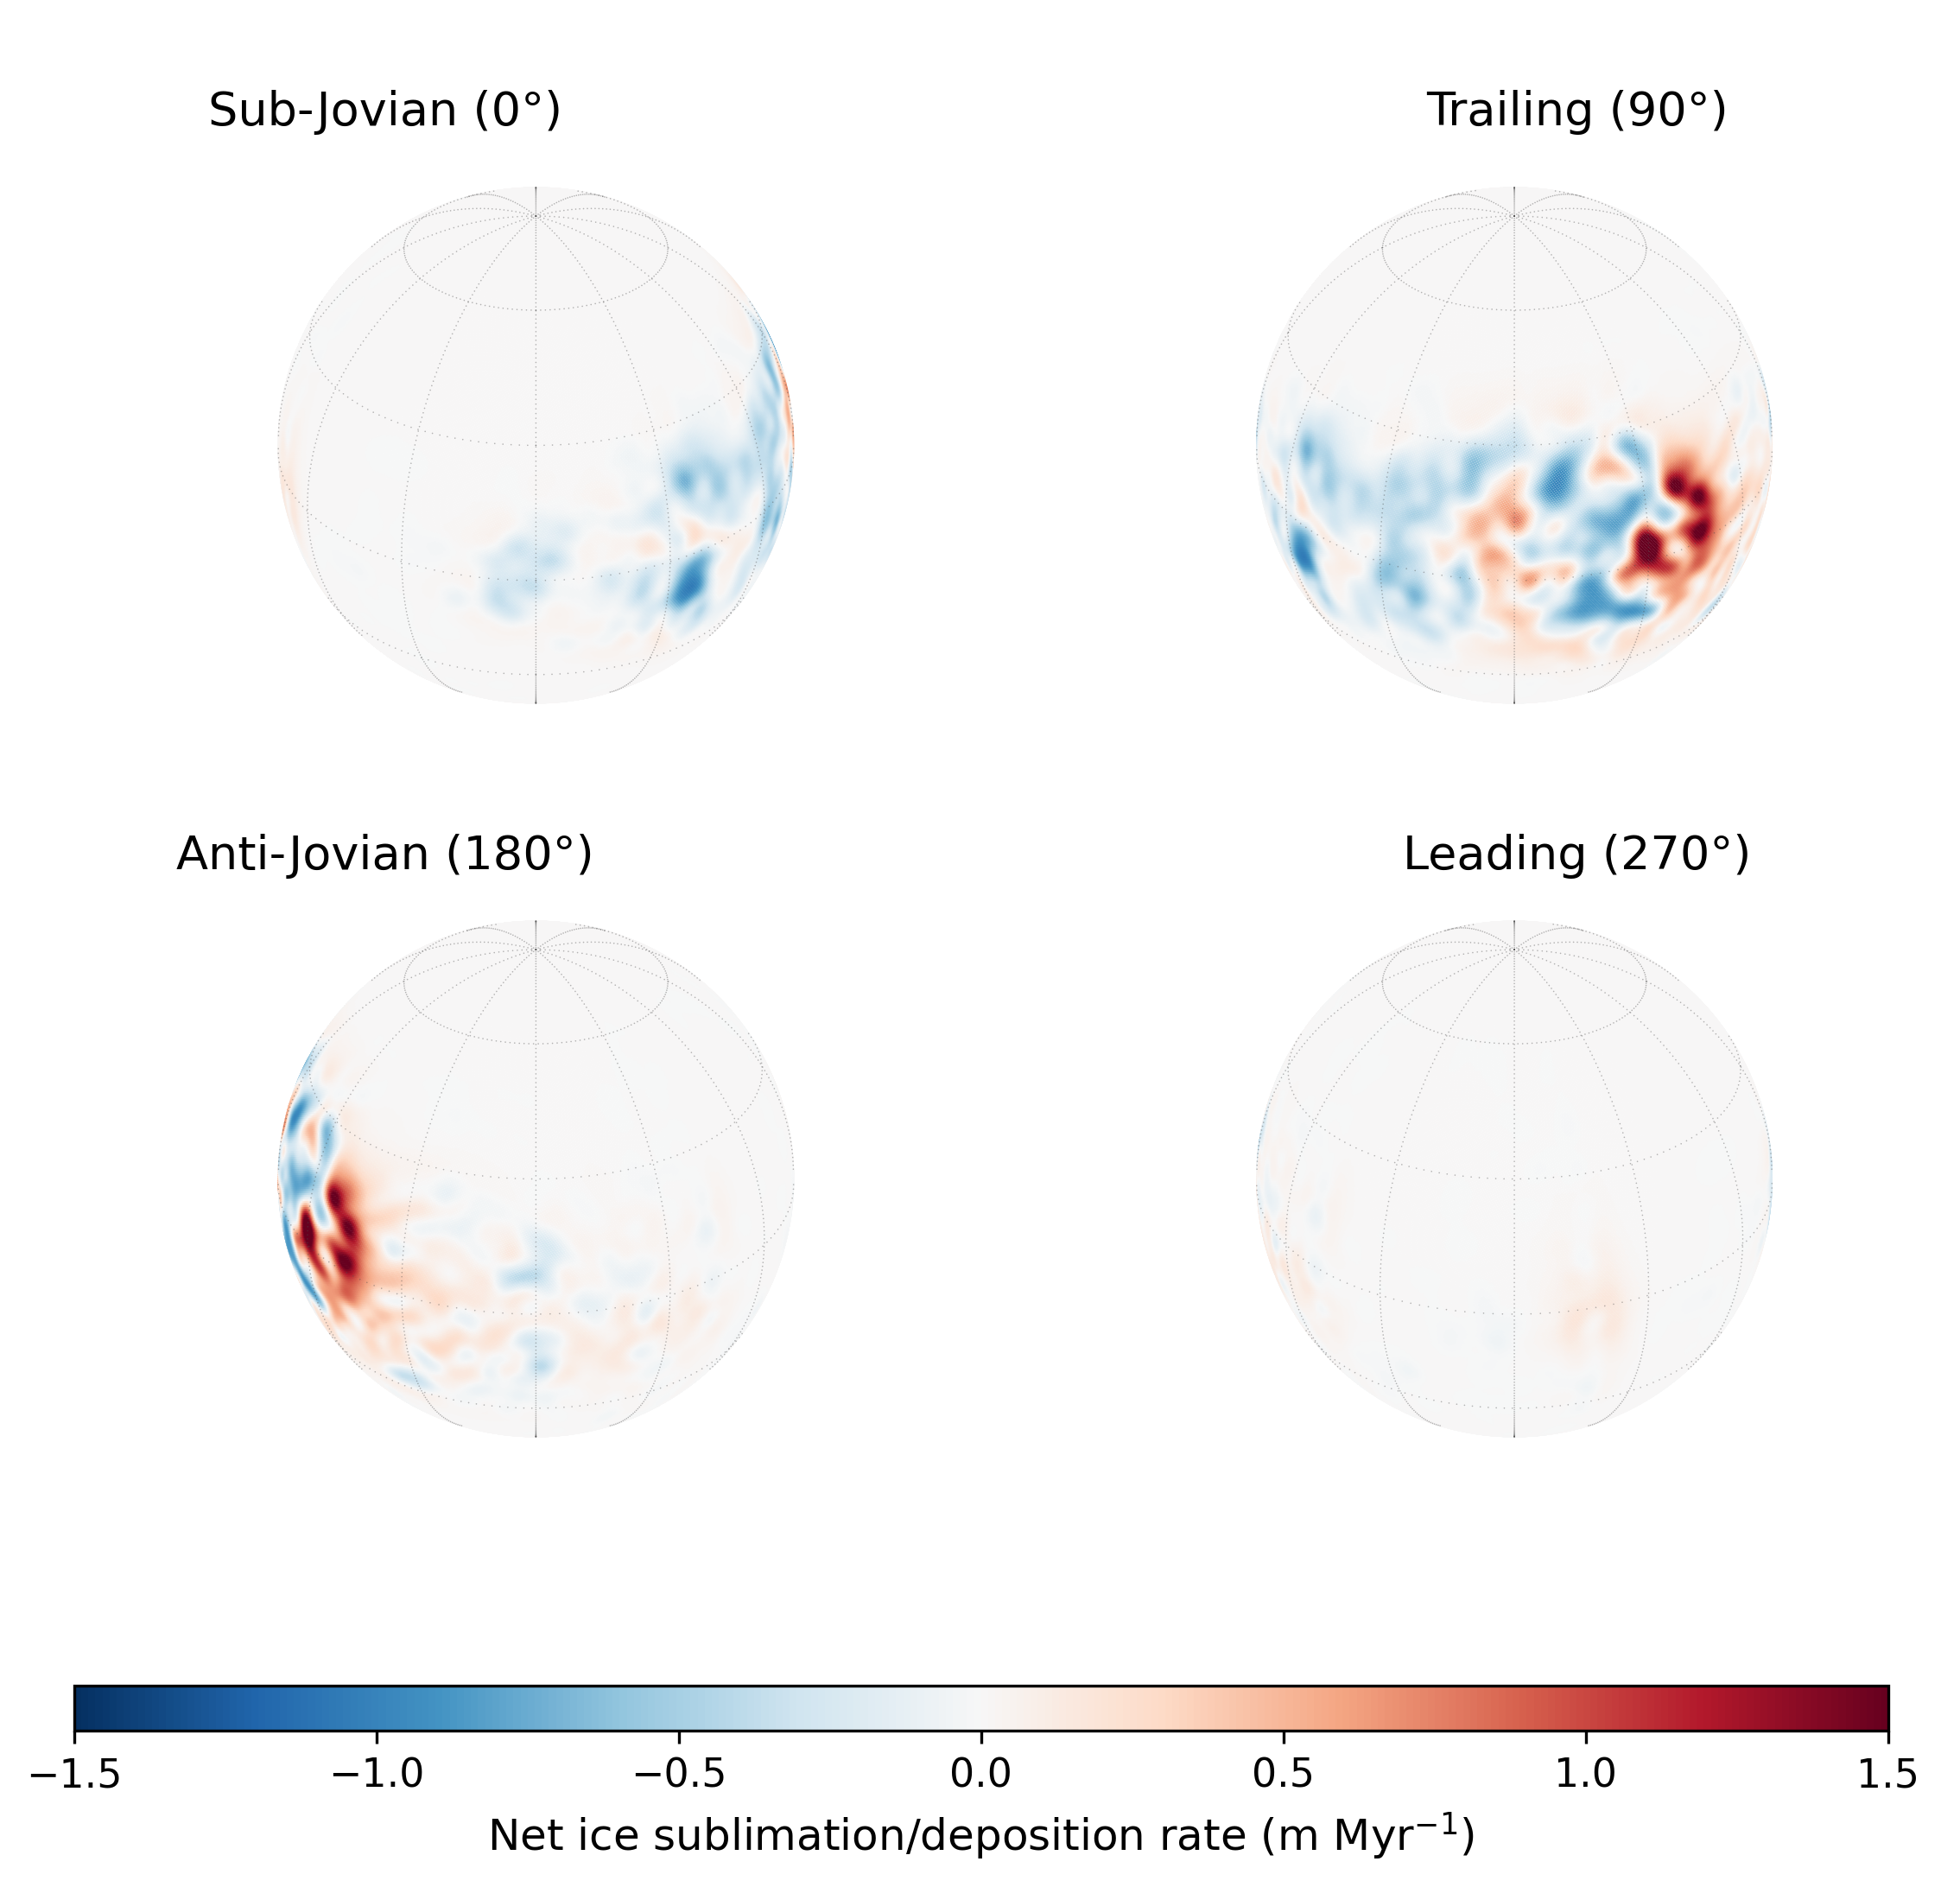 Sub-Jovian (0°)
Trailing (90°)
Anti-Jovian (180°)
Leading (270°)
−1.5 −1.0 −0.5 0.0 0.5 1.0 1.5
Net ice sublimation/deposition rate (m Myr⁻¹)